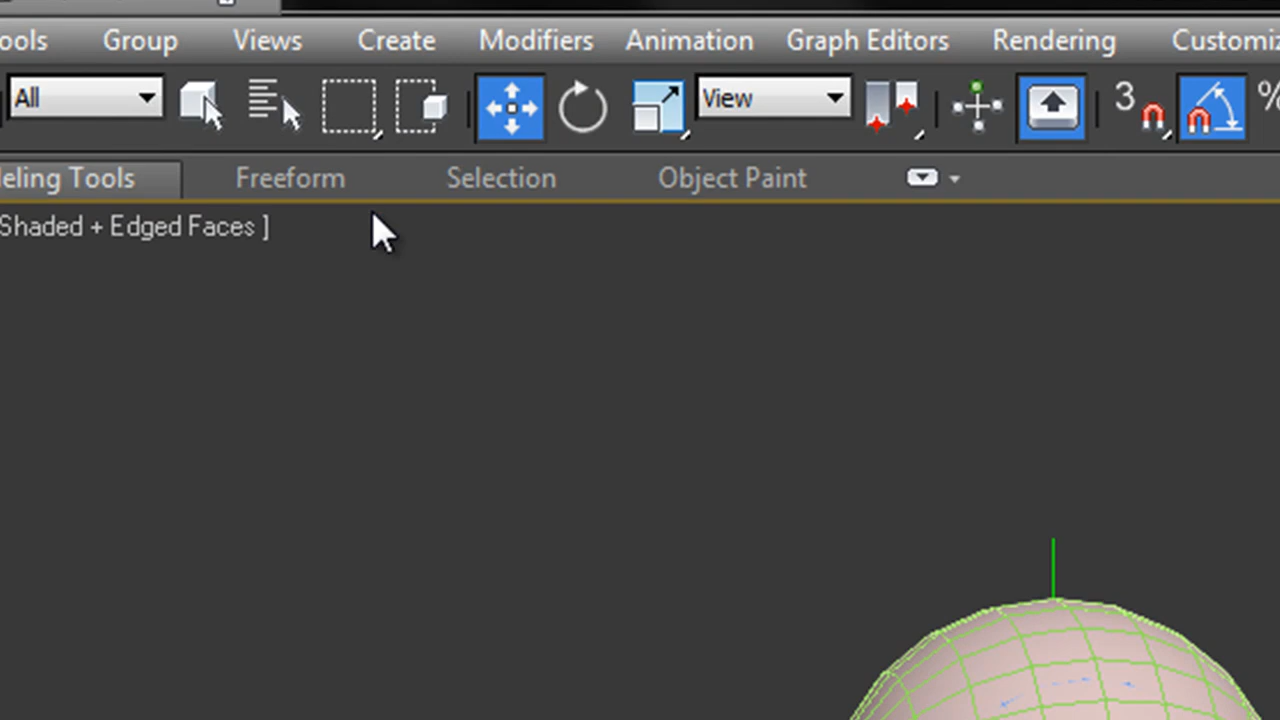 ools Group Views Create Modifiers Animation Graph Editors Rendering Customiz
All View 3 %
eling Tools Freeform Selection Object Paint
Shaded + Edged Faces ]